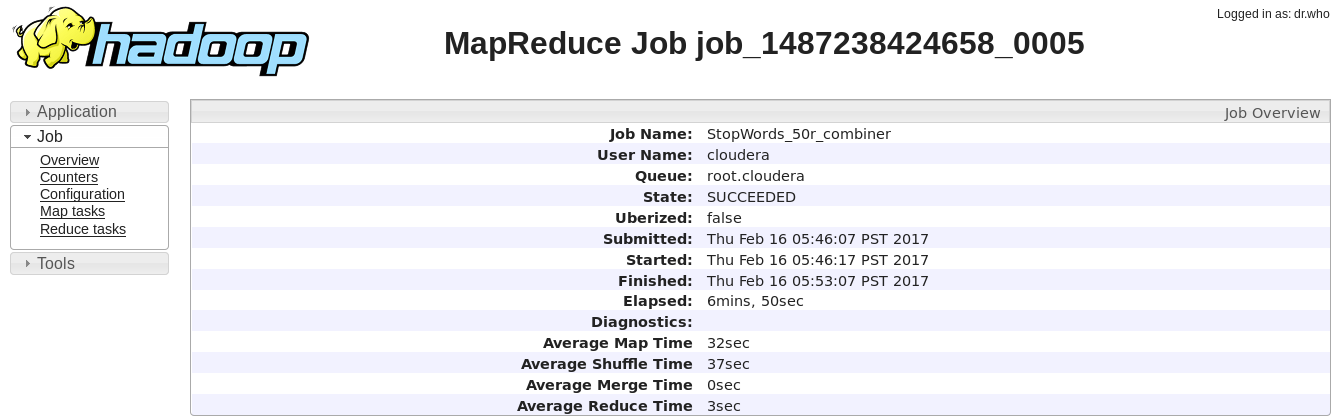 Logged in as: dr.who
hadoop
MapReduce Job job_1487238424658_0005
Application
Job
Overview
Counters
Configuration
Map tasks
Reduce tasks
Tools
Job Overview
Job Name: StopWords_50r_combiner
User Name: cloudera
Queue: root.cloudera
State: SUCCEEDED
Uberized: false
Submitted: Thu Feb 16 05:46:07 PST 2017
Started: Thu Feb 16 05:46:17 PST 2017
Finished: Thu Feb 16 05:53:07 PST 2017
Elapsed: 6mins, 50sec
Diagnostics:
Average Map Time 32sec
Average Shuffle Time 37sec
Average Merge Time 0sec
Average Reduce Time 3sec